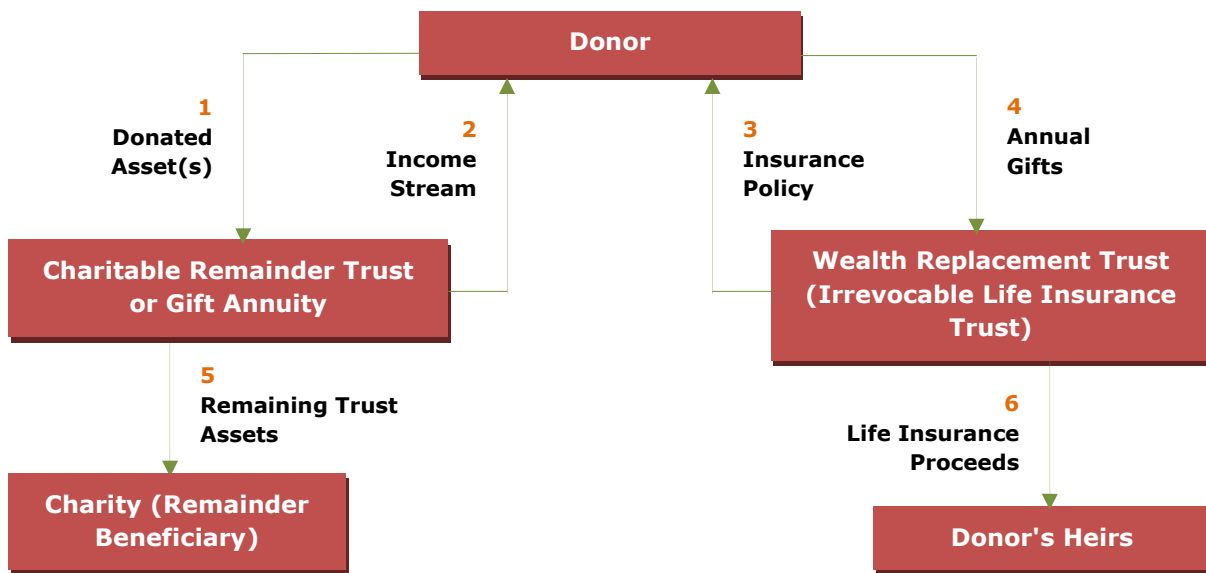 Donor
1
Donated
Asset(s)
2
Income
Stream
3
Insurance
Policy
4
Annual
Gifts
Charitable Remainder Trust
or Gift Annuity
Wealth Replacement Trust
(Irrevocable Life Insurance
Trust)
5
Remaining Trust
Assets
6
Life Insurance
Proceeds
Charity (Remainder
Beneficiary)
Donor's Heirs